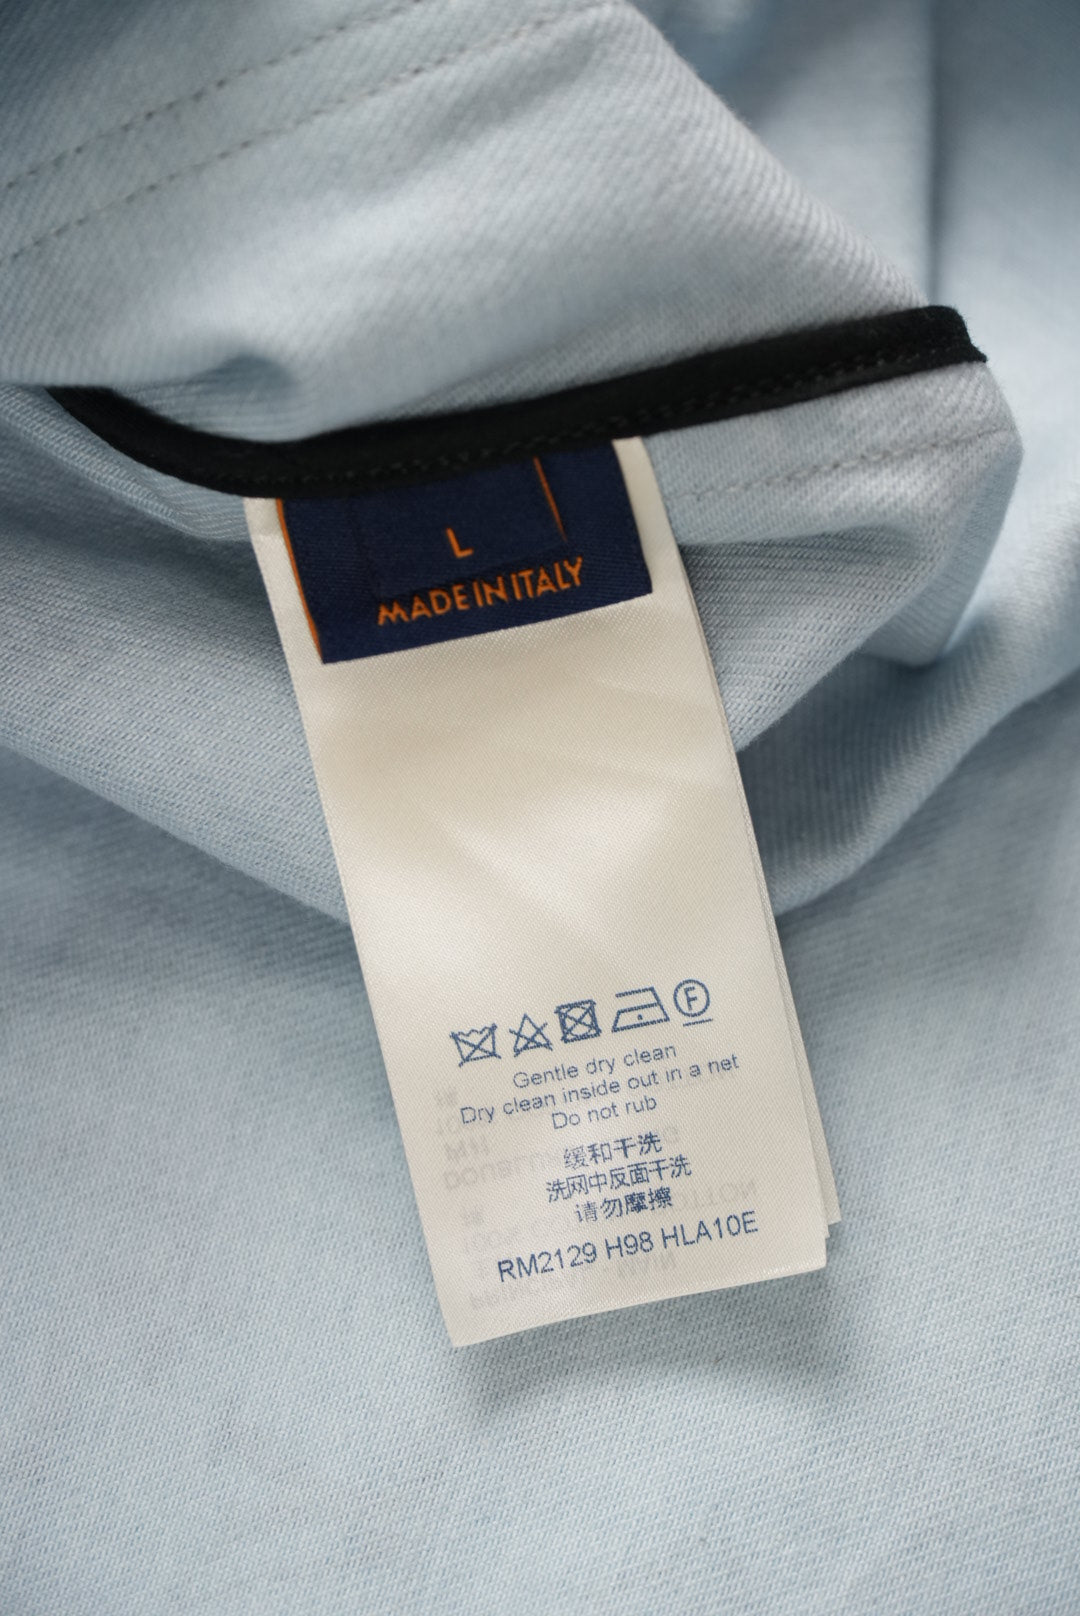 L
MADE IN ITALY
F
Gentle dry clean
Dry clean inside out in a net
Do not rub
缓和干洗
洗网中反面干洗
请勿摩擦
RM2129 H98 HLA10E